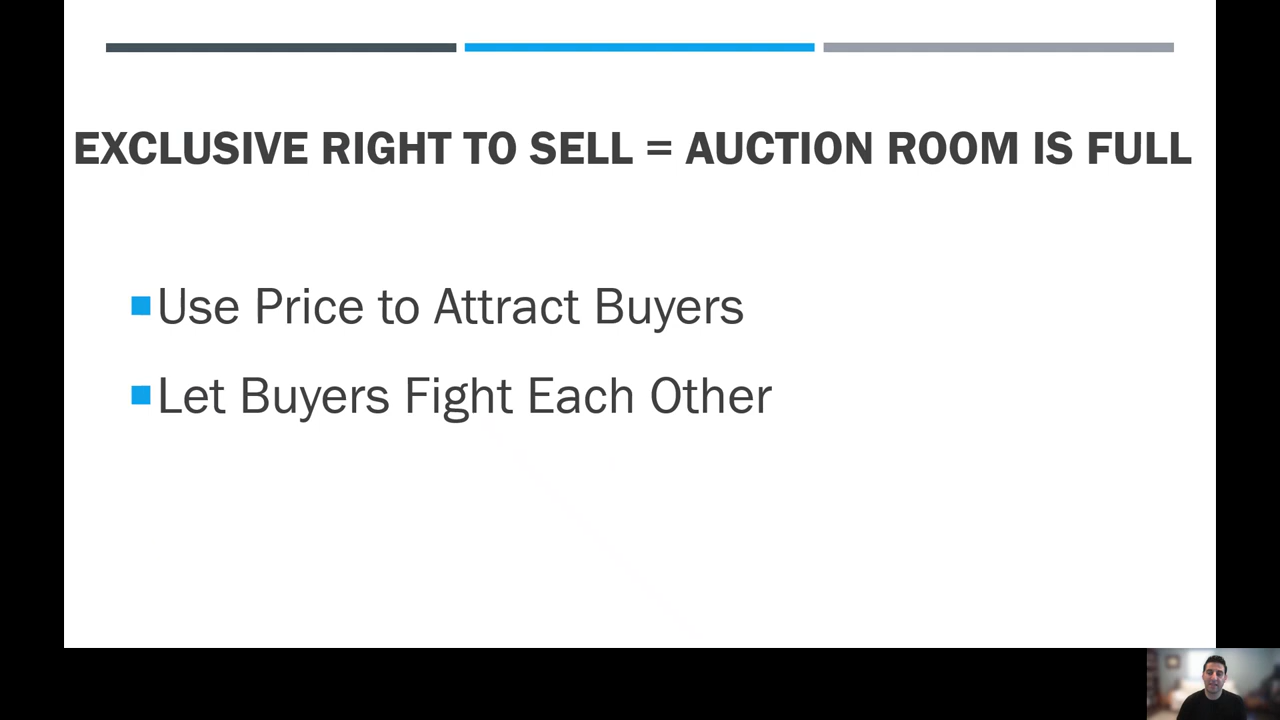 EXCLUSIVE RIGHT TO SELL = AUCTION ROOM IS FULL
Use Price to Attract Buyers
Let Buyers Fight Each Other